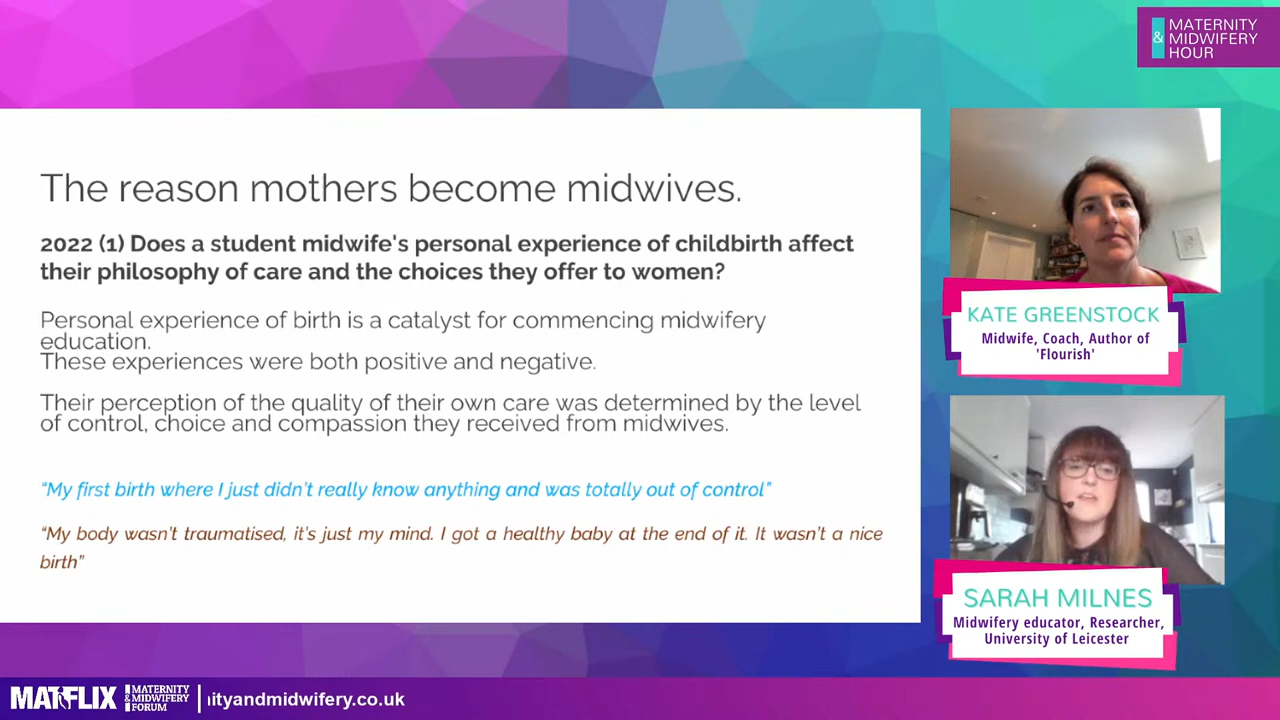 MATERNITY
& MIDWIFERY
HOUR
The reason mothers become midwives.
2022 (1) Does a student midwife's personal experience of childbirth affect
their philosophy of care and the choices they offer to women?
Personal experience of birth is a catalyst for commencing midwifery
education.
These experiences were both positive and negative.
Their perception of the quality of their own care was determined by the level
of control, choice and compassion they received from midwives.
“My first birth where I just didn’t really know anything and was totally out of control”
“My body wasn’t traumatised, it’s just my mind. I got a healthy baby at the end of it. It wasn’t a nice
birth”
KATE GREENSTOCK
Midwife, Coach, Author of
'Flourish'
SARAH MILNES
Midwifery educator, Researcher,
University of Leicester
MATFLIX
MATERNITY
& MIDWIFERY
FORUM
ityandmidwifery.co.uk